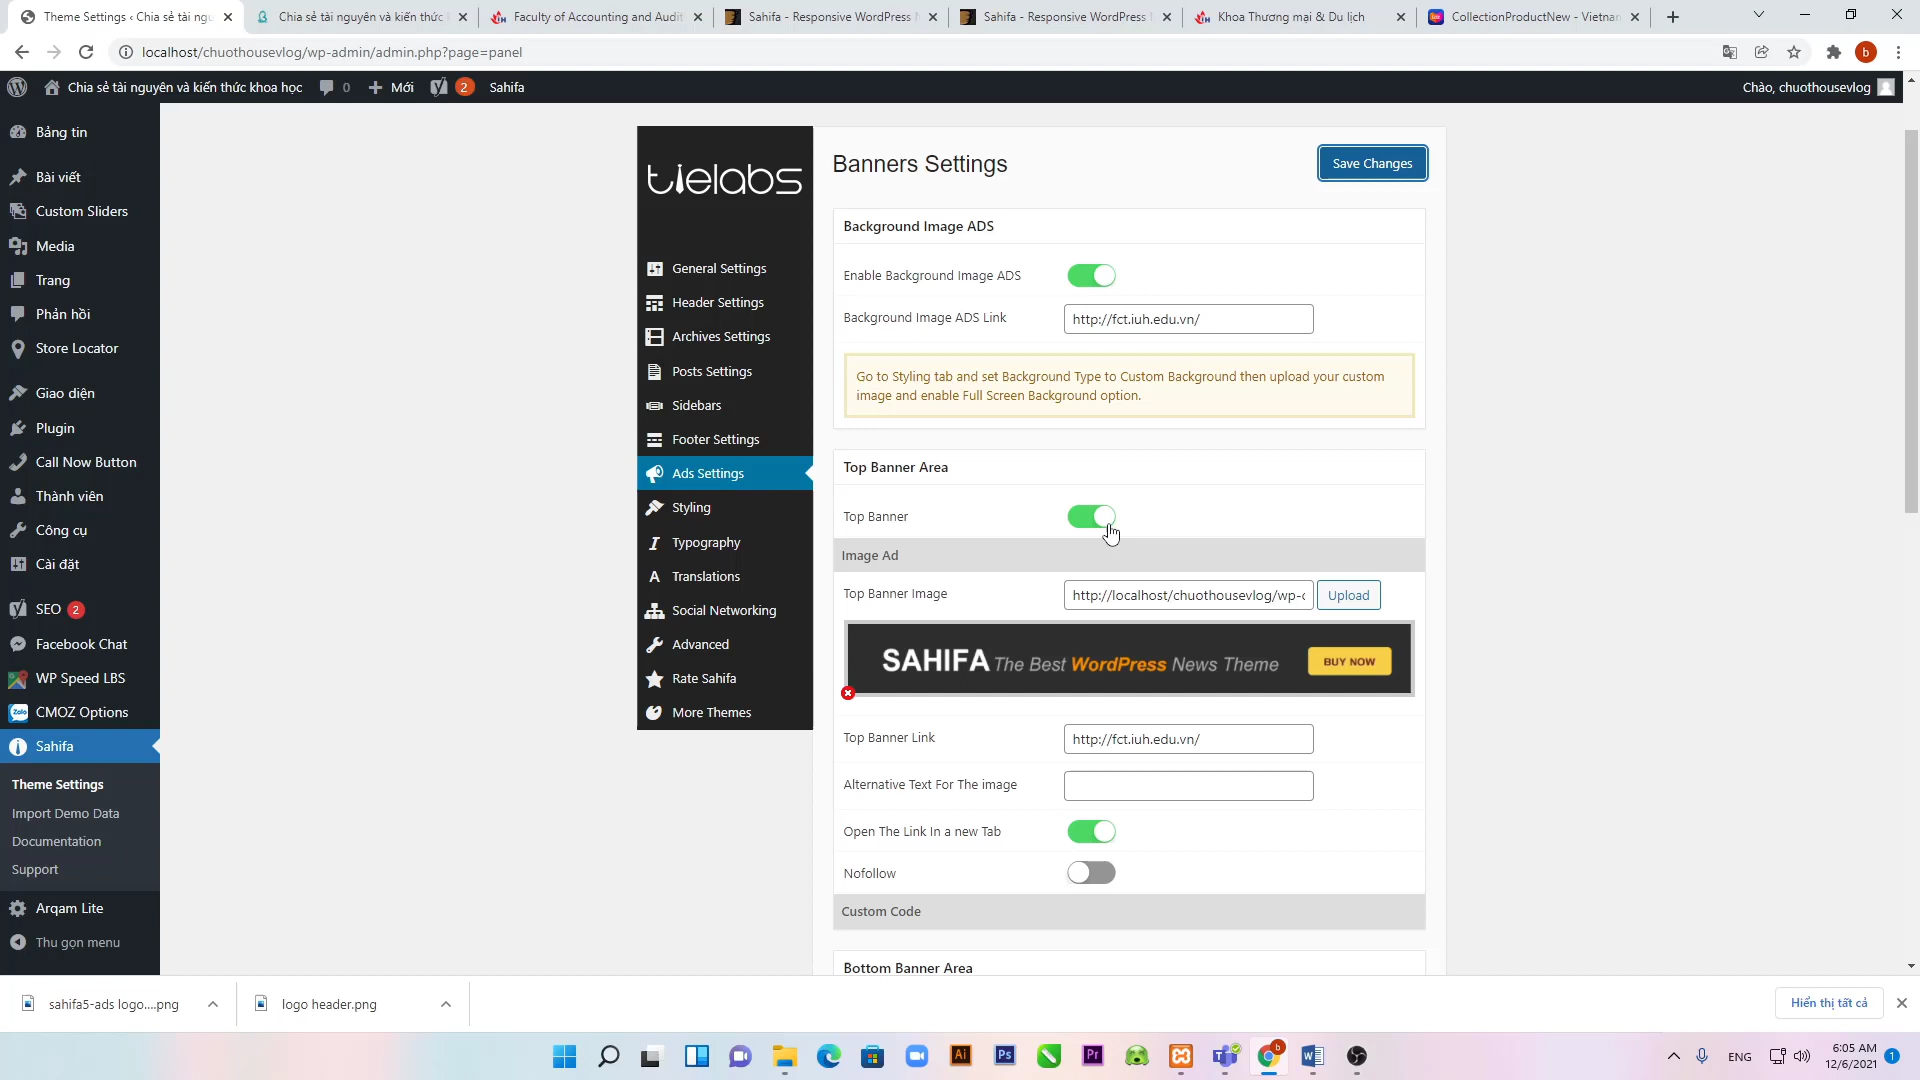 Theme Settings ‹ Chia sẻ tài ngu
Chia sẻ tài nguyên và kiến thức
Faculty of Accounting and Audit
Sahifa - Responsive WordPress
Sahifa - Responsive WordPress
Khoa Thương mại & Du lịch
CollectionProductNew - Vietnan
localhost/chuothousevlog/wp-admin/admin.php?page=panel
b
Chia sẻ tài nguyên và kiến thức khoa học
0
Mới
2
Sahifa
Chào, chuothousevlog
Bảng tin
Bài viết
Custom Sliders
Media
Trang
Phản hồi
Store Locator
Giao diện
Plugin
Call Now Button
Thành viên
Công cụ
Cài đặt
SEO 2
Facebook Chat
WP Speed LBS
CMOZ Options
Sahifa
Theme Settings
Import Demo Data
Documentation
Support
Arqam Lite
Thu gọn menu
tielabs
General Settings
Header Settings
Archives Settings
Posts Settings
Sidebars
Footer Settings
Ads Settings
Styling
Typography
Translations
Social Networking
Advanced
Rate Sahifa
More Themes
Banners Settings
Save Changes
Background Image ADS
Enable Background Image ADS
Background Image ADS Link
http://fct.iuh.edu.vn/
Go to Styling tab and set Background Type to Custom Background then upload your custom
image and enable Full Screen Background option.
Top Banner Area
Top Banner
Image Ad
Top Banner Image
http://localhost/chuothousevlog/wp-c
Upload
SAHIFA The Best WordPress News Theme
BUY NOW
Top Banner Link
http://fct.iuh.edu.vn/
Alternative Text For The image
Open The Link In a new Tab
Nofollow
Custom Code
Bottom Banner Area
sahifa5-ads logo....png
logo header.png
Hiển thị tất cả
Ai
Ps
Pr
b
ENG
6:05 AM
12/6/2021
1